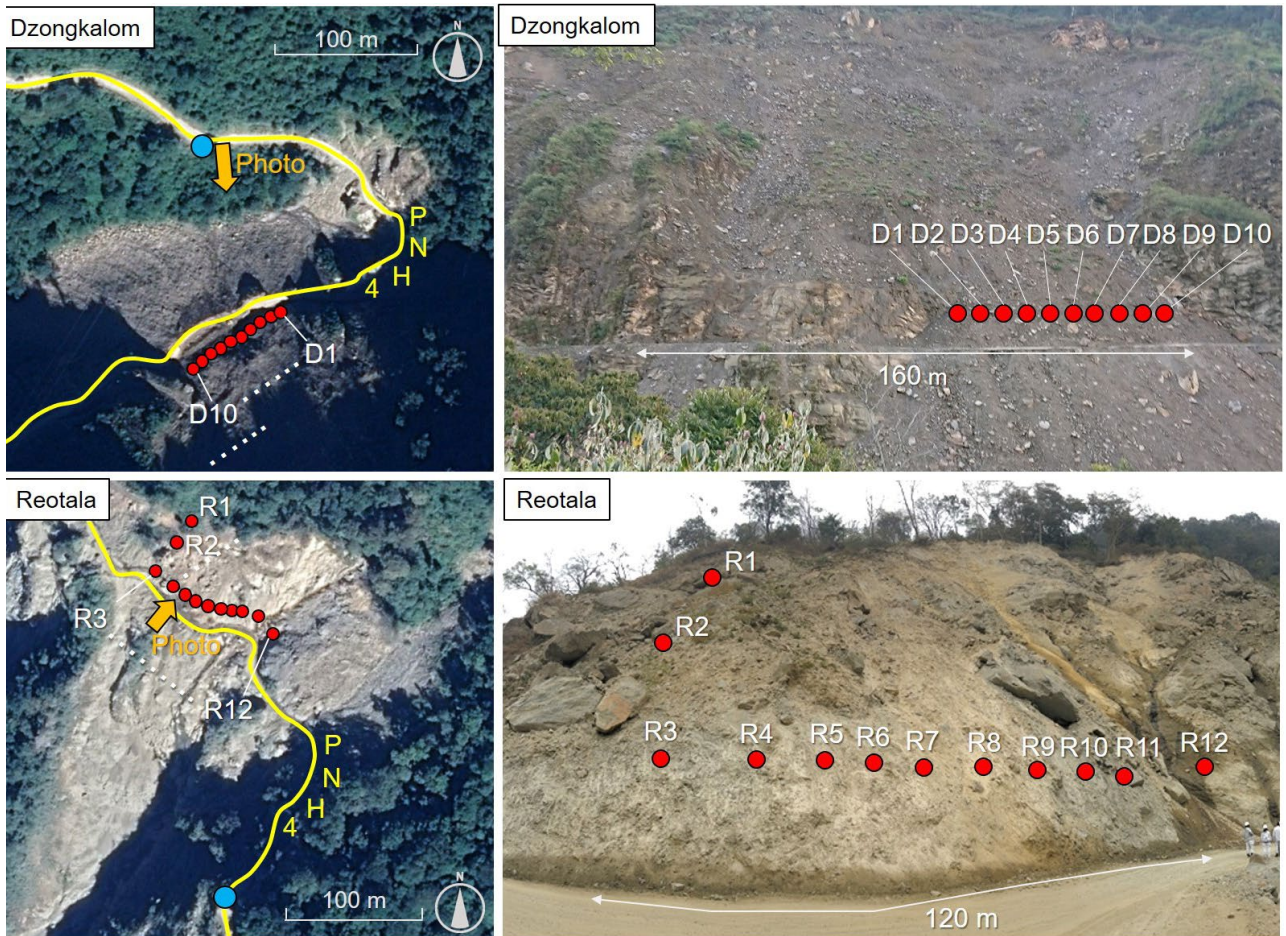 Dzongkalom
100 m
N
Photo
P
N
H
4
D1
D10
Dzongkalom
D1 D2 D3 D4 D5 D6 D7 D8 D9 D10
160 m
Reotala
R1
R2
R3
Photo
R12
P
N
H
4
100 m
N
Reotala
R1
R2
R3 R4 R5 R6 R7 R8 R9 R10 R11 R12
120 m